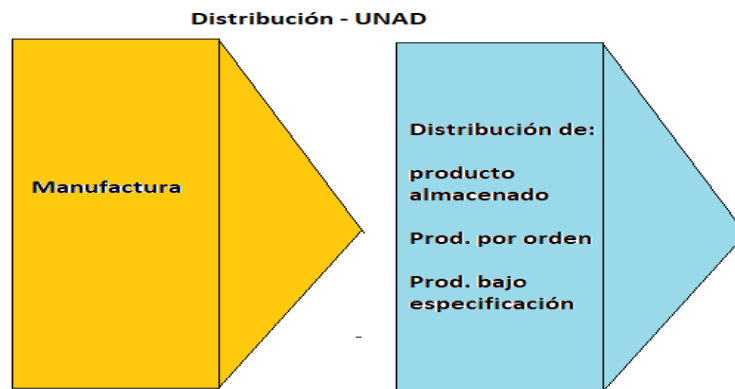 Distribución - UNAD
Manufactura
Distribución de:
producto
almacenado
Prod. por orden
Prod. bajo
especificación